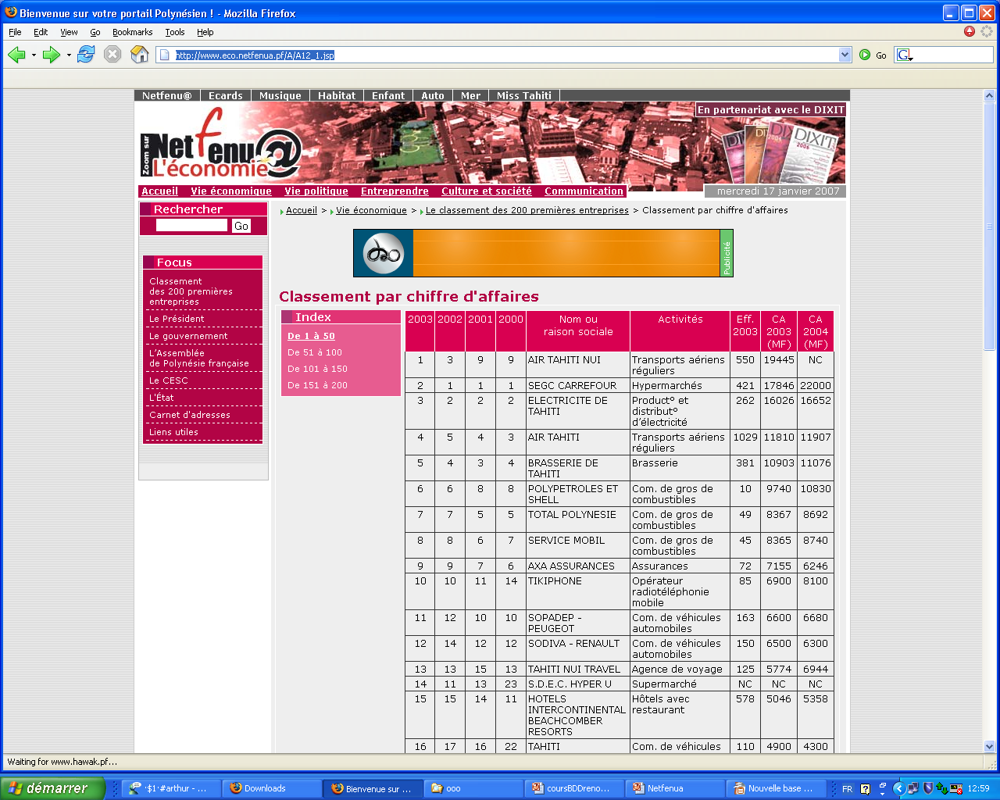 Bienvenue sur votre portail Polynésien ! - Mozilla Firefox
File Edit View Go Bookmarks Tools Help
http://www.eco.netfenua.pf/A/A12_1.jsp Go
Netfenu@ Ecards Musique Habitat Enfant Auto Mer Miss Tahiti
En partenariat avec le DIXIT
Zoom sur Netfenu@
L'économie
DIXIT
Accueil Vie économique Vie politique Entreprendre Culture et société Communication mercredi 17 janvier 2007
Rechercher
Go
Focus
Classement
des 200 premières
entreprises
Le Président
Le gouvernement
L'Assemblée
de Polynésie française
Le CESC
L'État
Carnet d'adresses
Liens utiles
Accueil > Vie économique > Le classement des 200 premières entreprises > Classement par chiffre d'affaires
Publicité
Classement par chiffre d'affaires
Index
De 1 à 50
De 51 à 100
De 101 à 150
De 151 à 200
2003 2002 2001 2000 Nom ou Activités Eff. CA CA
raison sociale 2003 2003 2004
(MF) (MF)
1 3 9 9 AIR TAHITI NUI Transports aériens 550 19445 NC
réguliers
2 1 1 1 SEGC CARREFOUR Hypermarchés 421 17846 22000
3 2 2 2 ELECTRICITE DE Productº et 262 16026 16652
TAHITI distributº
d'électricité
4 5 4 3 AIR TAHITI Transports aériens 1029 11810 11907
réguliers
5 4 3 4 BRASSERIE DE Brasserie 381 10903 11076
TAHITI
6 6 8 8 POLYPETROLES ET Com. de gros de 10 9740 10830
SHELL combustibles
7 7 5 5 TOTAL POLYNESIE Com. de gros de 49 8367 8692
combustibles
8 8 6 7 SERVICE MOBIL Com. de gros de 45 8365 8740
combustibles
9 9 7 6 AXA ASSURANCES Assurances 72 7155 6246
10 10 11 14 TIKIPHONE Opérateur 85 6900 8100
radiotéléphonie
mobile
11 12 10 10 SOPADEP - Com. de véhicules 163 6600 6680
PEUGEOT automobiles
12 14 12 12 SODIVA - RENAULT Com. de véhicules 150 6500 6300
automobiles
13 13 15 13 TAHITI NUI TRAVEL Agence de voyage 125 5774 6944
14 11 13 23 S.D.E.C. HYPER U Supermarché NC NC NC
15 15 14 11 HOTELS Hôtels avec 578 5046 5358
INTERCONTINENTAL restaurant
BEACHCOMBER
RESORTS
16 17 16 22 TAHITI Com. de véhicules 110 4900 4300
Waiting for www.hawak.pf...
démarrer ·$1·#arthur - ... Downloads Bienvenue sur ... ooo coursBDDreno... Netfenua Nouvelle base ... FR 12:59